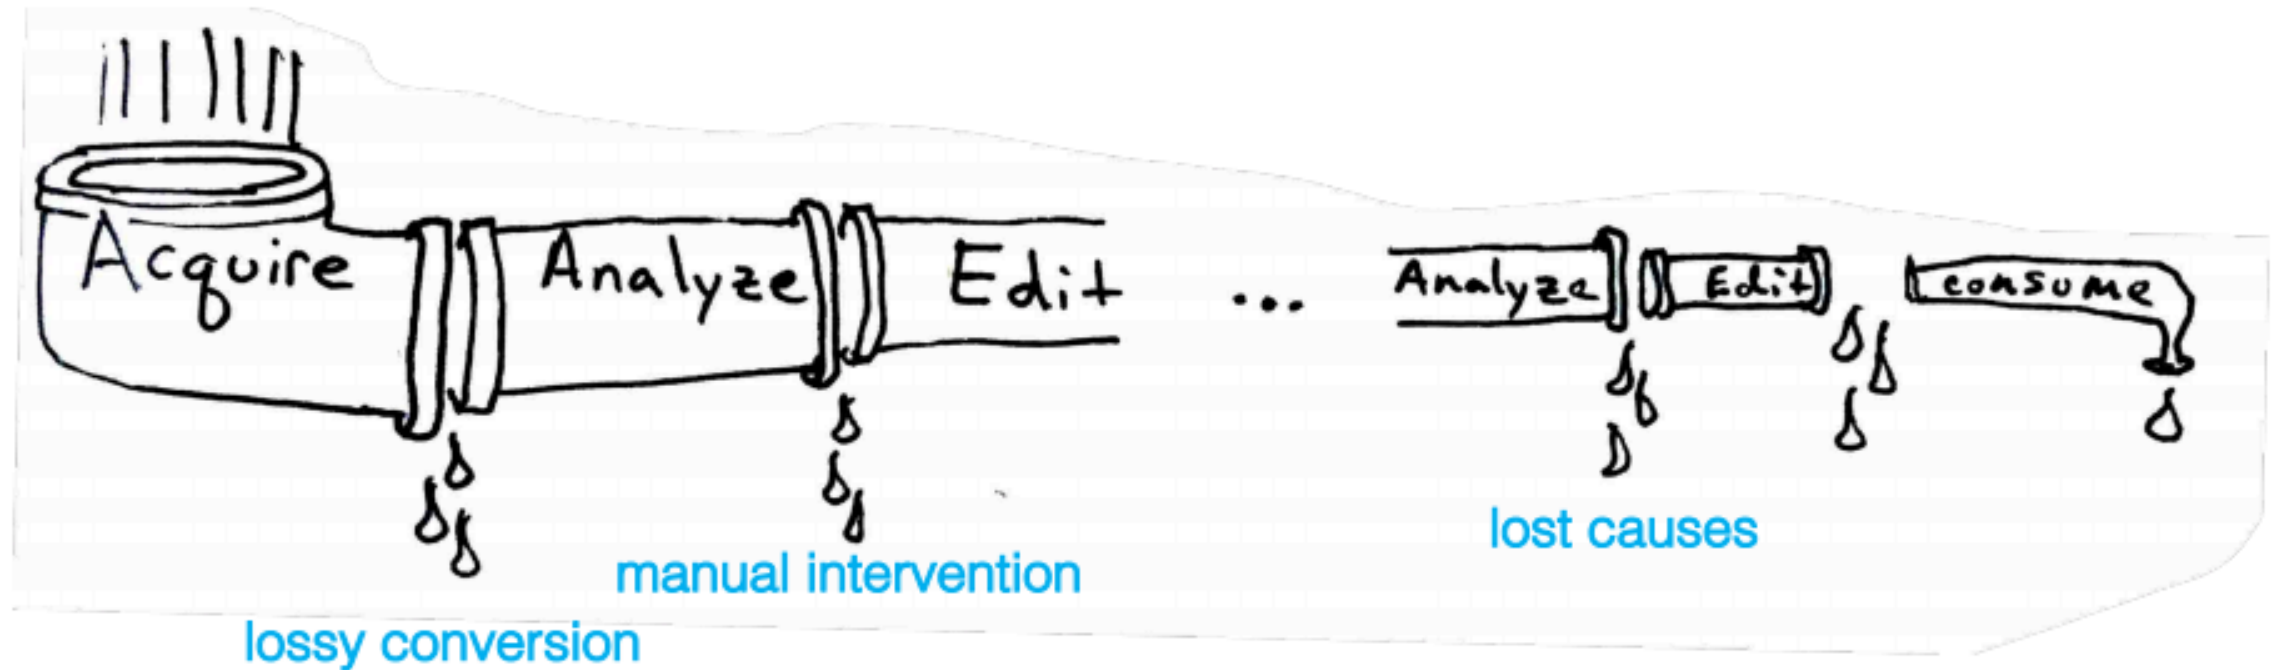 Acquire
Analyze
Edit
...
Analyze
Edit
consume
lost causes
manual intervention
lossy conversion